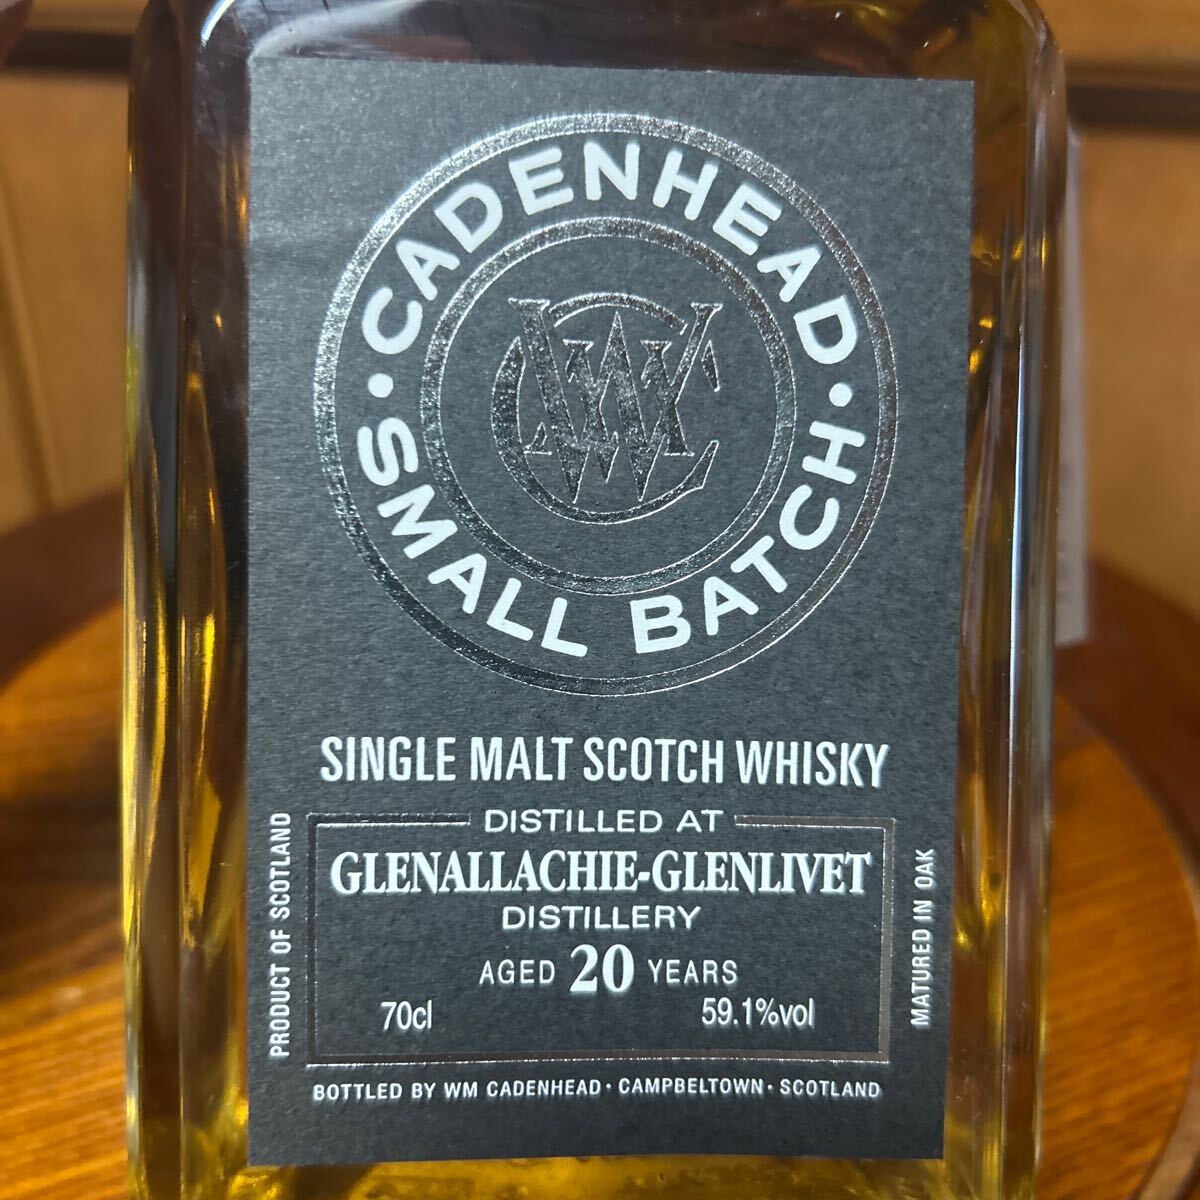 ·CADENHEAD·
SMALL BATCH
WC
SINGLE MALT SCOTCH WHISKY
DISTILLED AT
GLENALLACHIE-GLENLIVET
DISTILLERY
AGED 20 YEARS
70cl 59.1%vol
PRODUCT OF SCOTLAND
MATURED IN OAK
BOTTLED BY WM CADENHEAD · CAMPBELTOWN · SCOTLAND